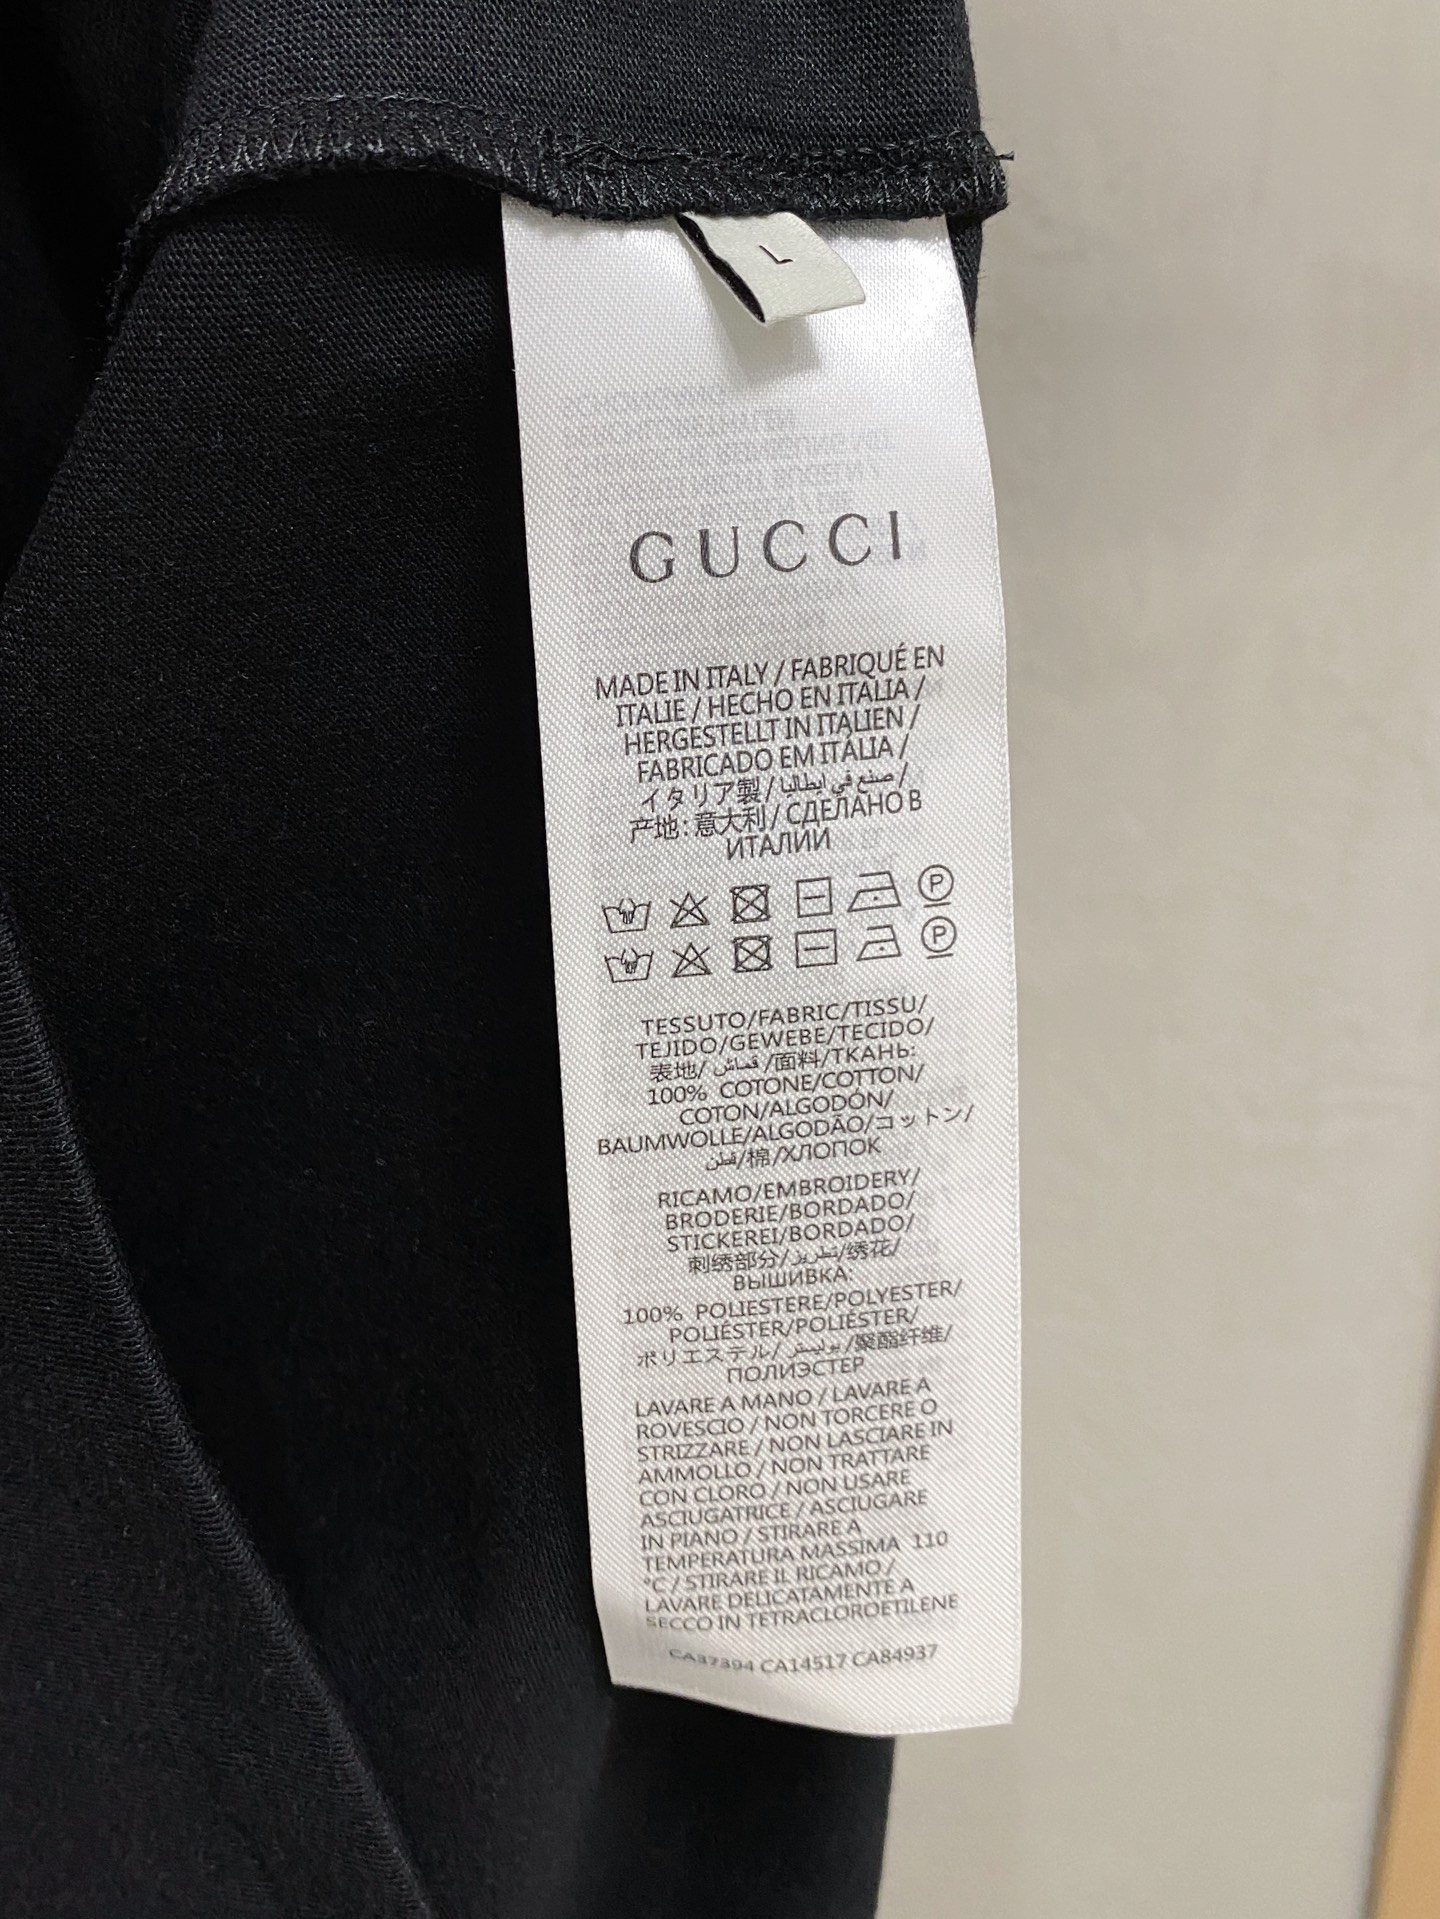 L
GUCCI
MADE IN ITALY / FABRIQUÉ EN
ITALIE / HECHO EN ITALIA /
HERGESTELLT IN ITALIEN /
FABRICADO EM ITÁLIA /
イタリア製 / صنع في ايطاليا /
产地: 意大利 / СДЕЛАНО В
ИТАЛИИ
P
P
TESSUTO/FABRIC/TISSU/
TEJIDO/GEWEBE/TECIDO/
表地/ قماش /面料/ТКАНЬ:
100% COTONE/COTTON/
COTON/ALGODÓN/
BAUMWOLLE/ALGODÃO/コットン/
قطن/棉/ХЛОПОК
RICAMO/EMBROIDERY/
BRODERIE/BORDADO/
STICKEREI/BORDADO/
刺绣部分/تطريز/绣花/
ВЫШИВКА:
100% POLIESTERE/POLYESTER/
POLIÉSTER/POLIÉSTER/
ポリエステル/ بوليستر /聚酯纤维/
ПОЛИЭСТЕР
LAVARE A MANO / LAVARE A
ROVESCIO / NON TORCERE O
STRIZZARE / NON LASCIARE IN
AMMOLLO / NON TRATTARE
CON CLORO / NON USARE
ASCIUGATRICE / ASCIUGARE
IN PIANO / STIRARE A
TEMPERATURA MASSIMA 110
°C / STIRARE IL RICAMO /
LAVARE DELICATAMENTE A
SECCO IN TETRACLOROETILENE
CA37394 CA14517 CA84937